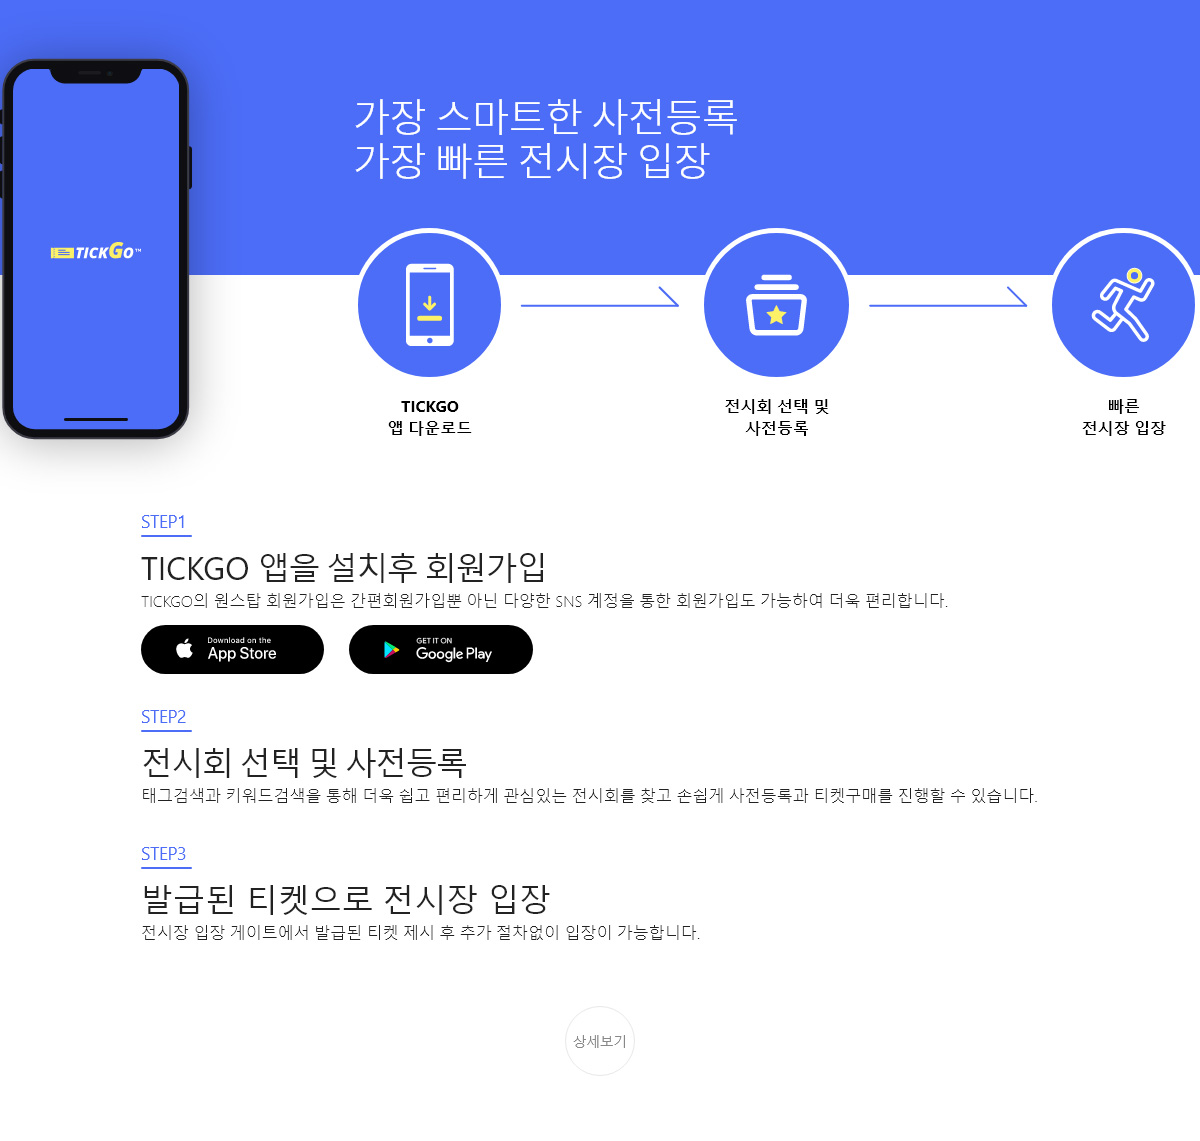 TICKGO™
가장 스마트한 사전등록
가장 빠른 전시장 입장
TICKGO
앱 다운로드
전시회 선택 및
사전등록
빠른
전시장 입장
STEP1
TICKGO 앱을 설치후 회원가입
TICKGO의 원스탑 회원가입은 간편회원가입뿐 아닌 다양한 SNS 계정을 통한 회원가입도 가능하여 더욱 편리합니다.
Download on the
App Store
GET IT ON
Google Play
STEP2
전시회 선택 및 사전등록
태그검색과 키워드검색을 통해 더욱 쉽고 편리하게 관심있는 전시회를 찾고 손쉽게 사전등록과 티켓구매를 진행할 수 있습니다.
STEP3
발급된 티켓으로 전시장 입장
전시장 입장 게이트에서 발급된 티켓 제시 후 추가 절차없이 입장이 가능합니다.
상세보기